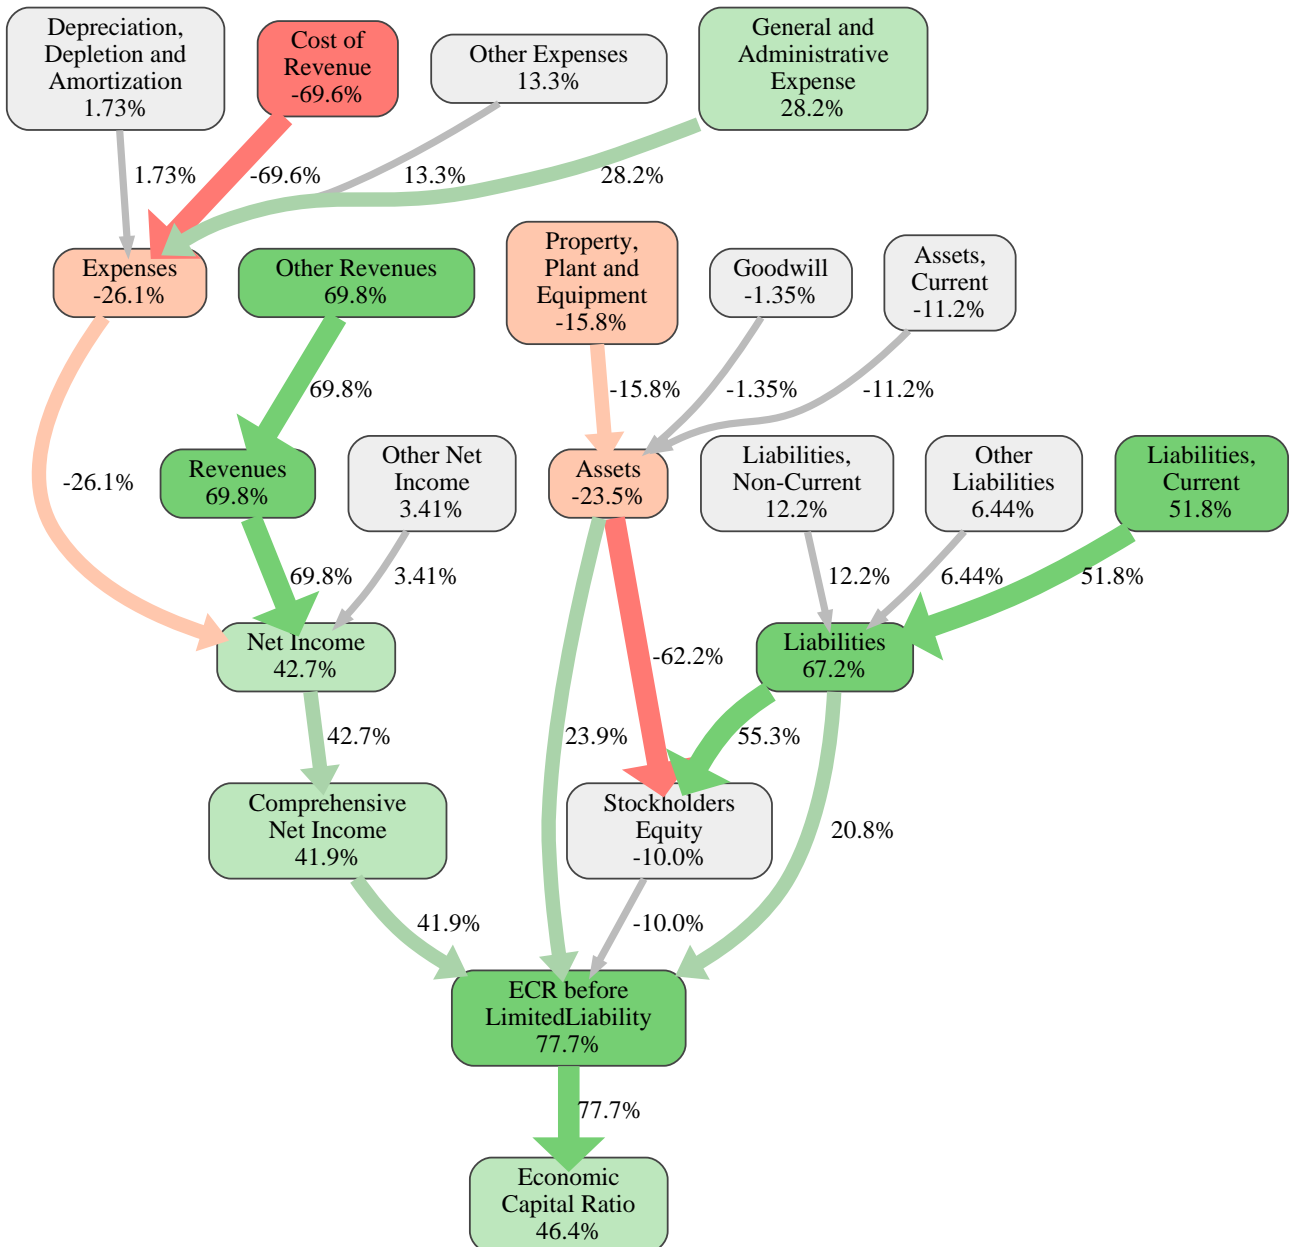 Depreciation,
Depletion and
Amortization
1.73%
Cost of
Revenue
-69.6%
Other Expenses
13.3%
General and
Administrative
Expense
28.2%
1.73%
-69.6%
13.3%
28.2%
Expenses
-26.1%
Other Revenues
69.8%
Property,
Plant and
Equipment
-15.8%
Goodwill
-1.35%
Assets,
Current
-11.2%
69.8%
-15.8%
-1.35%
-11.2%
-26.1%
Revenues
69.8%
Other Net
Income
3.41%
Assets
-23.5%
Liabilities,
Non-Current
12.2%
Other
Liabilities
6.44%
Liabilities,
Current
51.8%
69.8%
3.41%
12.2%
6.44%
51.8%
Net Income
42.7%
-62.2%
Liabilities
67.2%
42.7%
23.9%
55.3%
Comprehensive
Net Income
41.9%
Stockholders
Equity
-10.0%
20.8%
41.9%
-10.0%
ECR before
LimitedLiability
77.7%
77.7%
Economic
Capital Ratio
46.4%